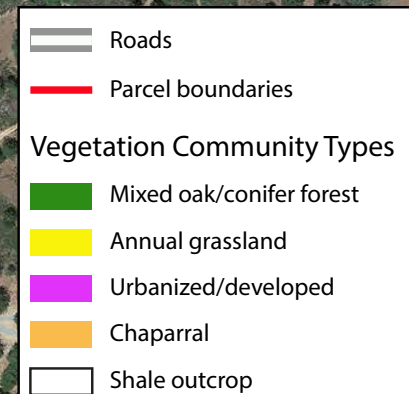 Roads
Parcel boundaries
Vegetation Community Types
Mixed oak/conifer forest
Annual grassland
Urbanized/developed
Chaparral
Shale outcrop